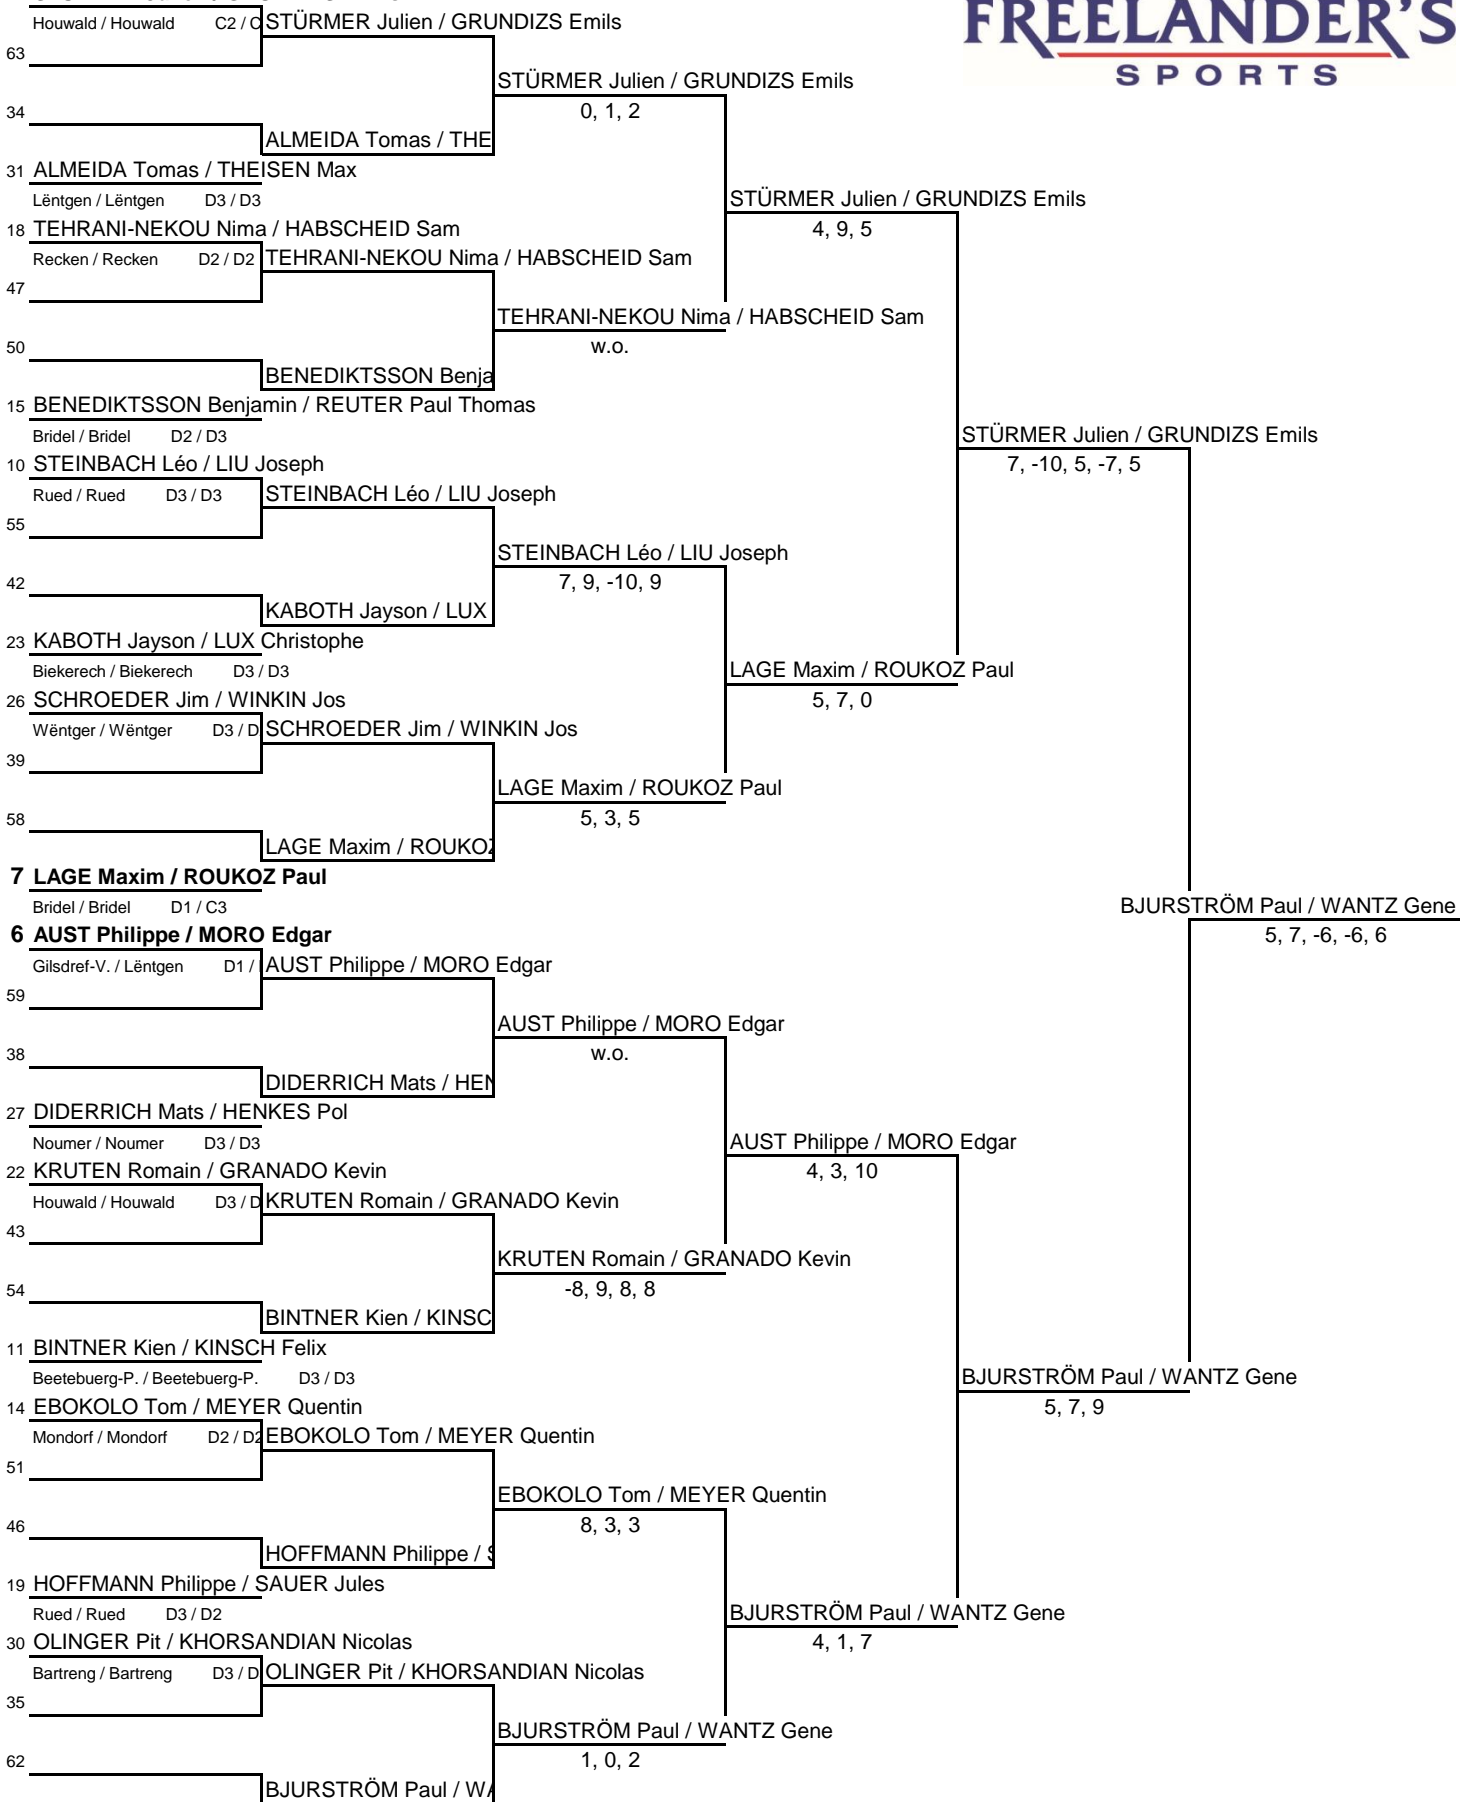 FREELANDER'S
SPORTS
Houwald / Houwald C2 / C
STÜRMER Julien / GRUNDIZS Emils
63
STÜRMER Julien / GRUNDIZS Emils
0, 1, 2
34
ALMEIDA Tomas / THE
31 ALMEIDA Tomas / THEISEN Max
Lëntgen / Lëntgen D3 / D3
STÜRMER Julien / GRUNDIZS Emils
4, 9, 5
18 TEHRANI-NEKOU Nima / HABSCHEID Sam
Recken / Recken D2 / D2
TEHRANI-NEKOU Nima / HABSCHEID Sam
47
TEHRANI-NEKOU Nima / HABSCHEID Sam
w.o.
50
BENEDIKTSSON Benja
15 BENEDIKTSSON Benjamin / REUTER Paul Thomas
Bridel / Bridel D2 / D3
STÜRMER Julien / GRUNDIZS Emils
7, -10, 5, -7, 5
10 STEINBACH Léo / LIU Joseph
Rued / Rued D3 / D3
STEINBACH Léo / LIU Joseph
55
STEINBACH Léo / LIU Joseph
7, 9, -10, 9
42
KABOTH Jayson / LUX
23 KABOTH Jayson / LUX Christophe
Biekerech / Biekerech D3 / D3
LAGE Maxim / ROUKOZ Paul
5, 7, 0
26 SCHROEDER Jim / WINKIN Jos
Wëntger / Wëntger D3 / D
SCHROEDER Jim / WINKIN Jos
39
LAGE Maxim / ROUKOZ Paul
5, 3, 5
58
LAGE Maxim / ROUKOZ
7 LAGE Maxim / ROUKOZ Paul
Bridel / Bridel D1 / C3
BJURSTRÖM Paul / WANTZ Gene
5, 7, -6, -6, 6
6 AUST Philippe / MORO Edgar
Gilsdref-V. / Lëntgen D1 /
AUST Philippe / MORO Edgar
59
AUST Philippe / MORO Edgar
w.o.
38
DIDERRICH Mats / HEN
27 DIDERRICH Mats / HENKES Pol
Noumer / Noumer D3 / D3
AUST Philippe / MORO Edgar
4, 3, 10
22 KRUTEN Romain / GRANADO Kevin
Houwald / Houwald D3 / D
KRUTEN Romain / GRANADO Kevin
43
KRUTEN Romain / GRANADO Kevin
-8, 9, 8, 8
54
BINTNER Kien / KINSC
11 BINTNER Kien / KINSCH Felix
Beetebuerg-P. / Beetebuerg-P. D3 / D3
BJURSTRÖM Paul / WANTZ Gene
5, 7, 9
14 EBOKOLO Tom / MEYER Quentin
Mondorf / Mondorf D2 / D2
EBOKOLO Tom / MEYER Quentin
51
EBOKOLO Tom / MEYER Quentin
8, 3, 3
46
HOFFMANN Philippe / S
19 HOFFMANN Philippe / SAUER Jules
Rued / Rued D3 / D2
BJURSTRÖM Paul / WANTZ Gene
4, 1, 7
30 OLINGER Pit / KHORSANDIAN Nicolas
Bartreng / Bartreng D3 / D
OLINGER Pit / KHORSANDIAN Nicolas
35
BJURSTRÖM Paul / WANTZ Gene
1, 0, 2
62
BJURSTRÖM Paul / WA